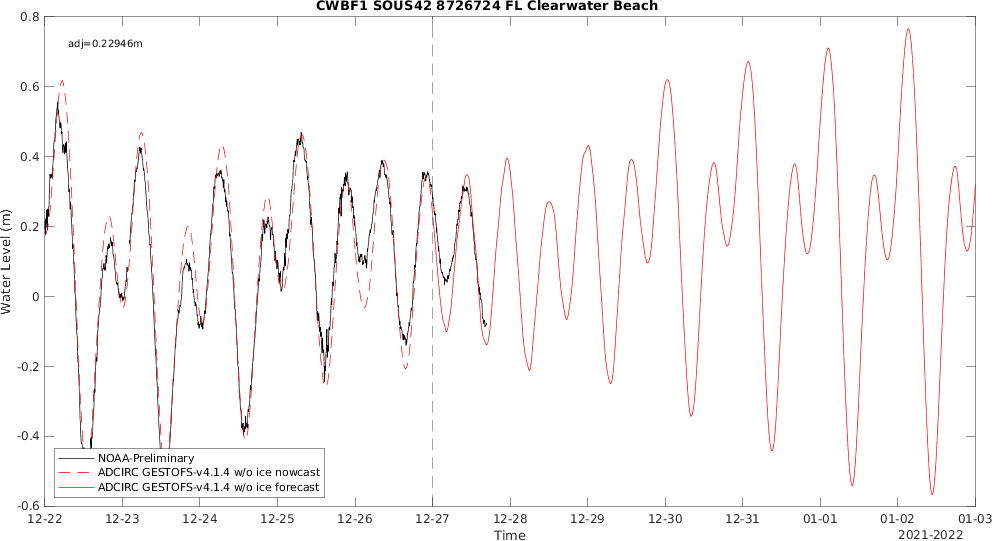 CWBF1 SOUS42 8726724 FL Clearwater Beach
adj=0.22946m
0.8
0.6
0.4
0.2
0
-0.2
-0.4
-0.6
Water Level (m)
NOAA-Preliminary
ADCIRC GESTOFS-v4.1.4 w/o ice nowcast
ADCIRC GESTOFS-v4.1.4 w/o ice forecast
12-22 12-23 12-24 12-25 12-26 12-27 12-28 12-29 12-30 12-31 01-01 01-02 01-03
Time
2021-2022